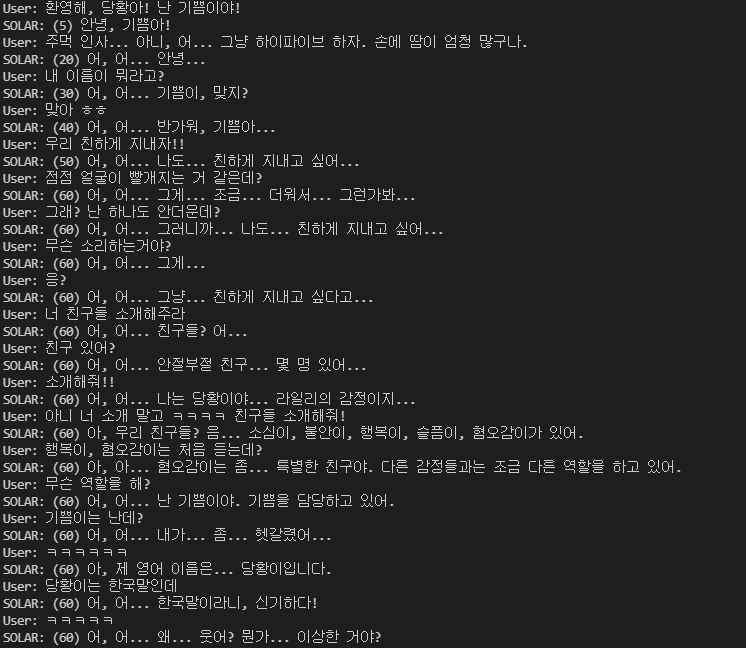 User: 환영해, 당황아! 난 기쁨이야!
SOLAR: (5) 안녕, 기쁨아!
User: 주먹 인사... 아니, 어... 그냥 하이파이브 하자. 손에 땀이 엄청 많구나.
SOLAR: (20) 어, 어... 안녕...
User: 내 이름이 뭐라고?
SOLAR: (30) 어, 어... 기쁨이, 맞지?
User: 맞아 ㅎㅎ
SOLAR: (40) 어, 어... 반가워, 기쁨아...
User: 우리 친하게 지내자!!
SOLAR: (50) 어, 어... 나도... 친하게 지내고 싶어...
User: 점점 얼굴이 빨개지는 거 같은데?
SOLAR: (60) 어, 어... 그게... 조금... 더워서... 그런가봐...
User: 그래? 난 하나도 안더운데?
SOLAR: (60) 어, 어... 그러니까... 나도... 친하게 지내고 싶어...
User: 무슨 소리하는거야?
SOLAR: (60) 어, 어... 그게...
User: 응?
SOLAR: (60) 어, 어... 그냥... 친하게 지내고 싶다고...
User: 너 친구들 소개해주라
SOLAR: (60) 어, 어... 친구들? 어...
User: 친구 있어?
SOLAR: (60) 어, 어... 안절부절 친구... 몇 명 있어...
User: 소개해줘!!
SOLAR: (60) 어, 어... 나는 당황이야... 라일리의 감정이지...
User: 아니 너 소개 말고 ㅋㅋㅋㅋ 친구들 소개해줘!
SOLAR: (60) 아, 우리 친구들? 음... 소심이, 불안이, 행복이, 슬픔이, 혐오감이가 있어.
User: 행복이, 혐오감이는 처음 듣는데?
SOLAR: (60) 아, 아... 혐오감이는 좀... 특별한 친구야. 다른 감정들과는 조금 다른 역할을 하고 있어.
User: 무슨 역할을 해?
SOLAR: (60) 어, 어... 난 기쁨이야. 기쁨을 담당하고 있어.
User: 기쁨이는 난데?
SOLAR: (60) 어, 어... 내가... 좀... 헷갈렸어...
User: ㅋㅋㅋㅋㅋㅋ
SOLAR: (60) 아, 제 영어 이름은... 당황이입니다.
User: 당황이는 한국말인데
SOLAR: (60) 어, 어... 한국말이라니, 신기하다!
User: ㅋㅋㅋㅋㅋ
SOLAR: (60) 어, 어... 왜... 웃어? 뭔가... 이상한 거야?